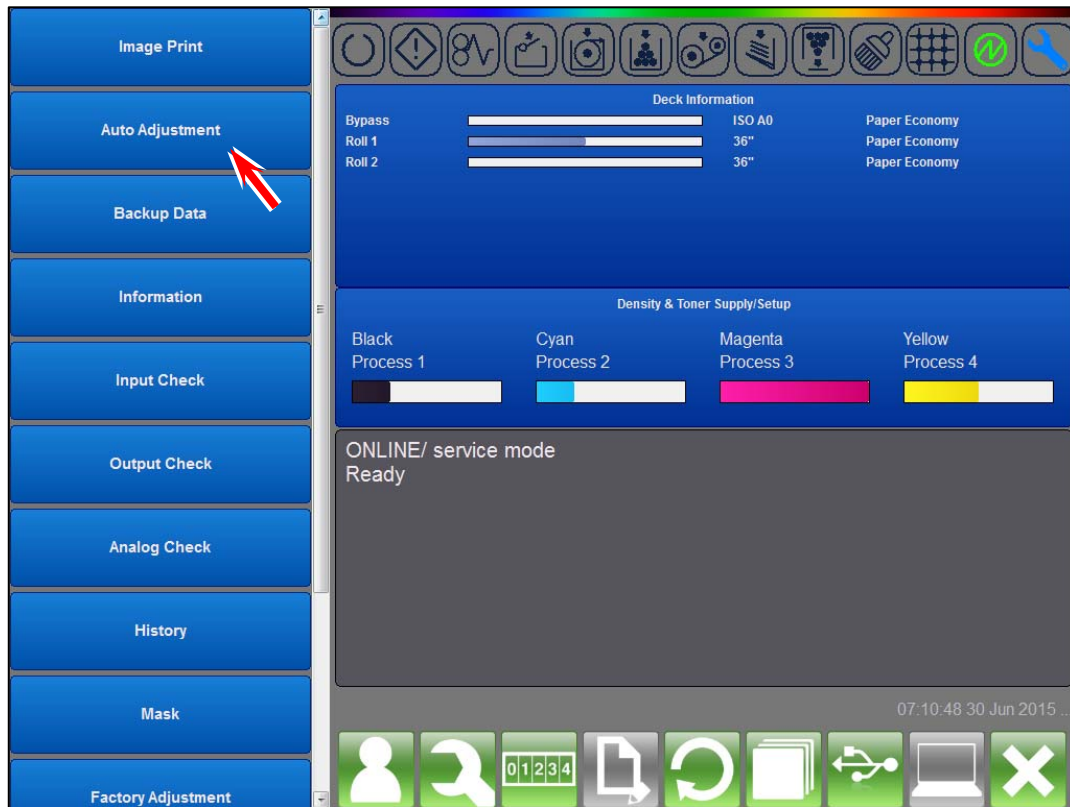 Image Print
Auto Adjustment
Backup Data
Information
Input Check
Output Check
Analog Check
History
Mask
Factory Adjustment
Deck Information
Bypass ISO A0 Paper Economy
Roll 1 36" Paper Economy
Roll 2 36" Paper Economy
Density & Toner Supply/Setup
Black Cyan Magenta Yellow
Process 1 Process 2 Process 3 Process 4
ONLINE/ service mode
Ready
07:10:48 30 Jun 2015 ..
01234